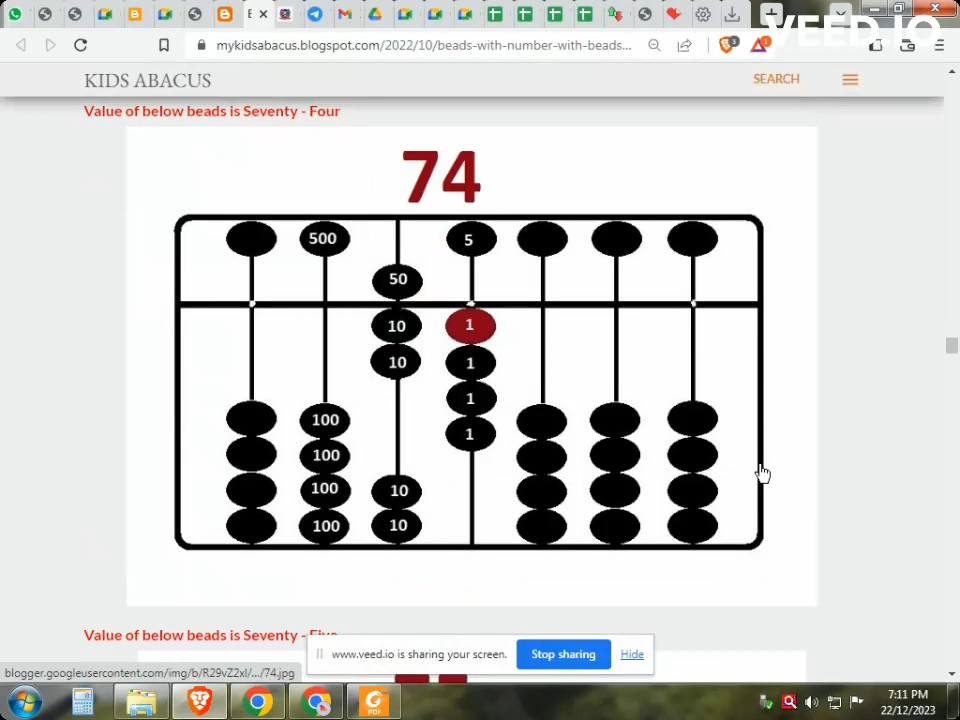 VEED.IO
mykidsabacus.blogspot.com/2022/10/beads-with-number-with-beads...
KIDS ABACUS
SEARCH
Value of below beads is Seventy - Four
74
500
5
50
10
1
10
1
100
1
100
1
100
10
100
10
Value of below beads is Seventy - Five
www.veed.io is sharing your screen.
Stop sharing
Hide
blogger.googleusercontent.com/img/b/R29vZ2xl/.../74.jpg
7:11 PM
22/12/2023